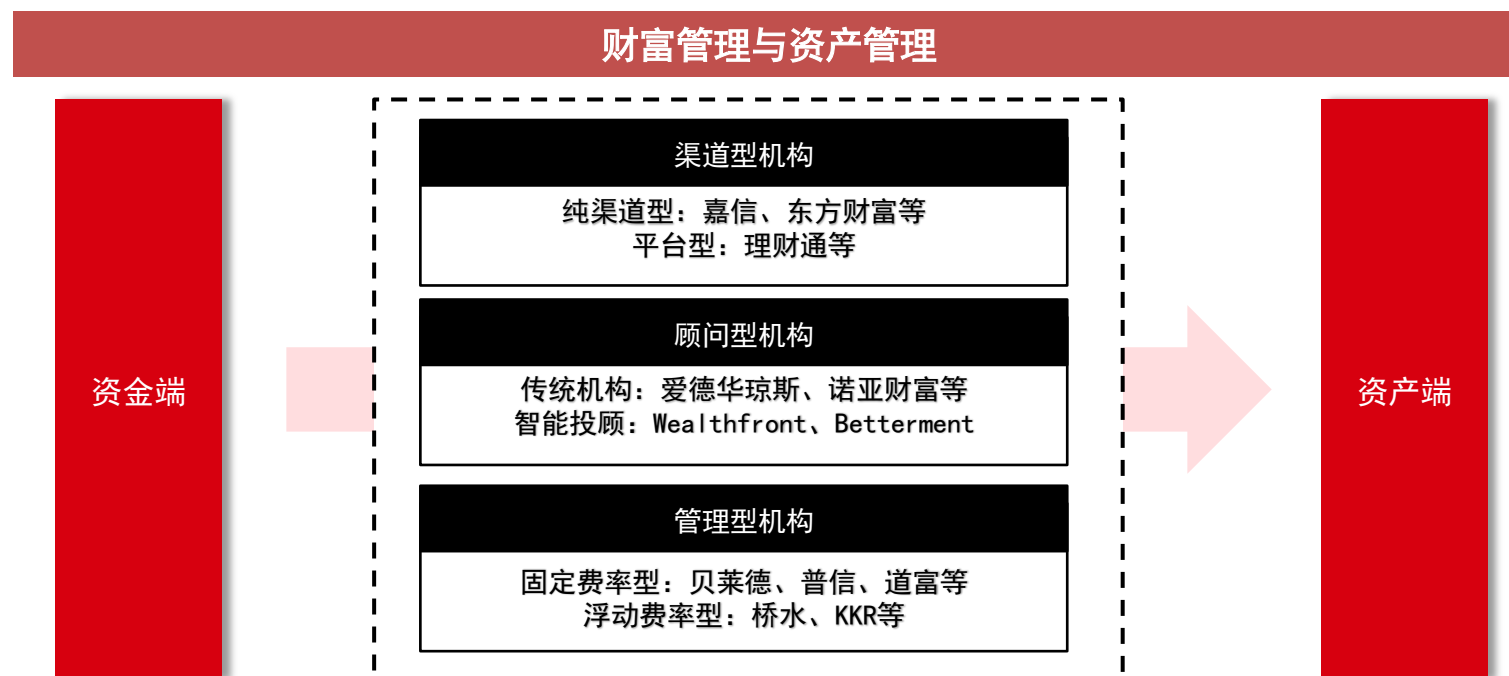 财富管理与资产管理
资金端
渠道型机构
纯渠道型：嘉信、东方财富等
平台型：理财通等
顾问型机构
传统机构：爱德华琼斯、诺亚财富等
智能投顾：Wealthfront、Betterment
管理型机构
固定费率型：贝莱德、普信、道富等
浮动费率型：桥水、KKR等
资产端